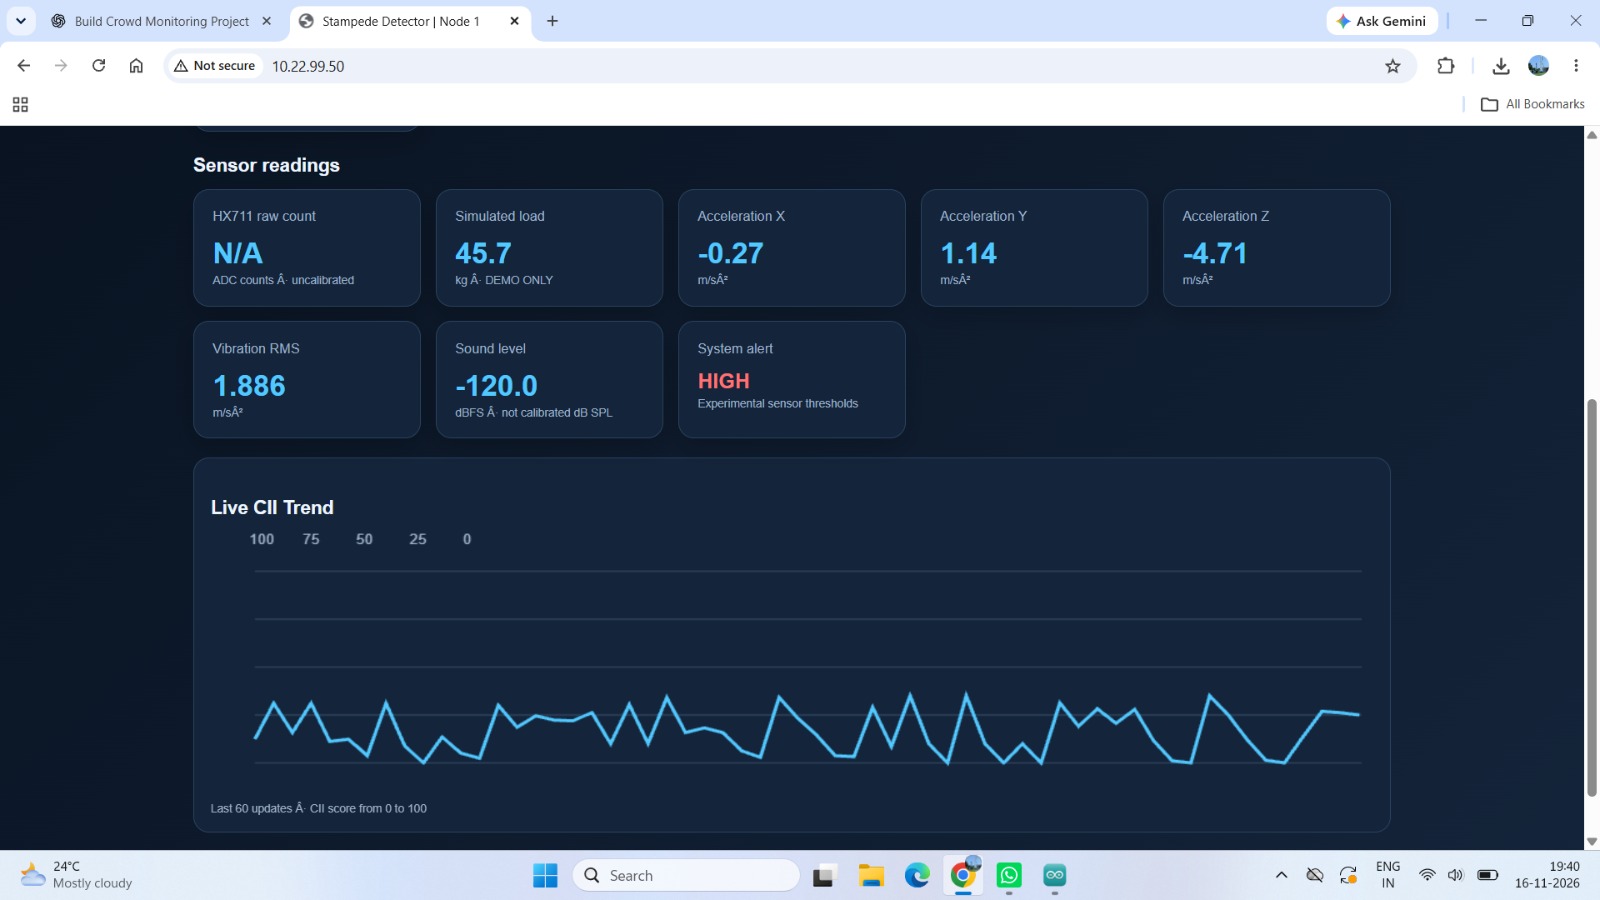 Build Crowd Monitoring Project
Stampede Detector | Node 1
Ask Gemini
Not secure
10.22.99.50
All Bookmarks
Sensor readings
HX711 raw count
N/A
ADC counts Â· uncalibrated
Simulated load
45.7
kg Â· DEMO ONLY
Acceleration X
-0.27
m/sÂ²
Acceleration Y
1.14
m/sÂ²
Acceleration Z
-4.71
m/sÂ²
Vibration RMS
1.886
m/sÂ²
Sound level
-120.0
dBFS Â· not calibrated dB SPL
System alert
HIGH
Experimental sensor thresholds
Live CII Trend
100 75 50 25 0
Last 60 updates Â· CII score from 0 to 100
24°C
Mostly cloudy
Search
ENG
IN
19:40
16-11-2026